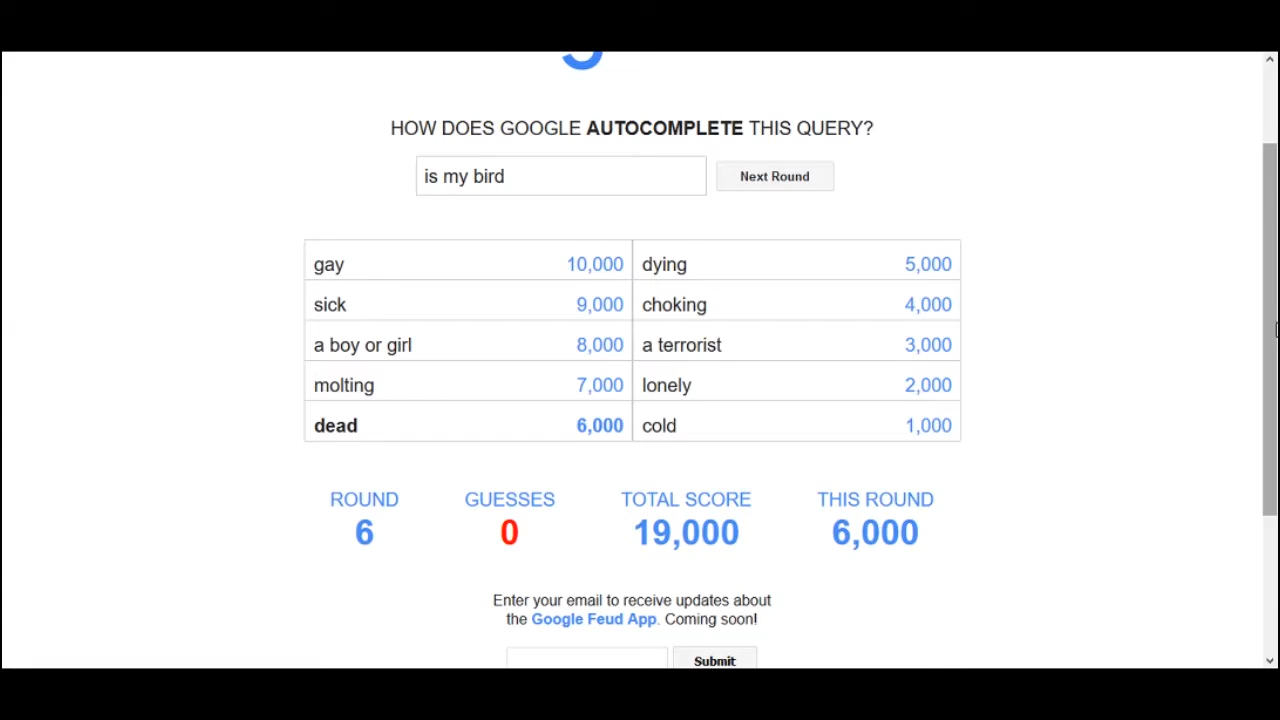 HOW DOES GOOGLE AUTOCOMPLETE THIS QUERY?
is my bird
Next Round
gay 10,000 dying 5,000
sick 9,000 choking 4,000
a boy or girl 8,000 a terrorist 3,000
molting 7,000 lonely 2,000
dead 6,000 cold 1,000
ROUND GUESSES TOTAL SCORE THIS ROUND
6 0 19,000 6,000
Enter your email to receive updates about
the Google Feud App. Coming soon!
Submit